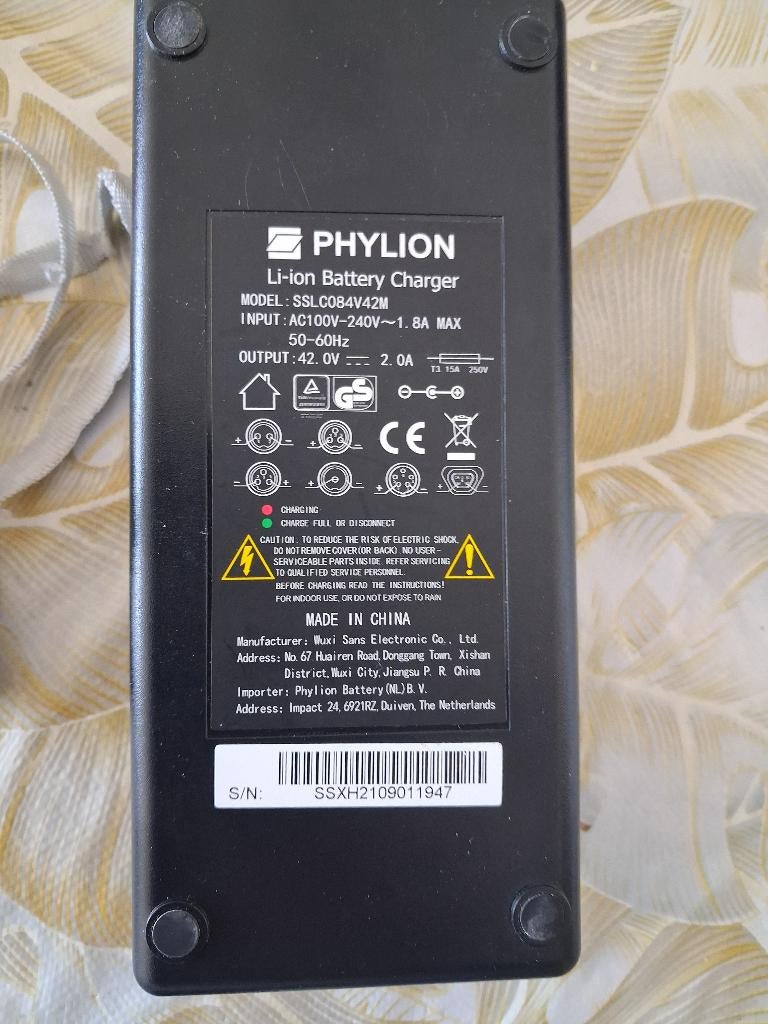 PHYLION
Li-ion Battery Charger
MODEL:SSLC084V42M
INPUT:AC100V-240V~1.8A MAX
50-60Hz
OUTPUT:42.0V 2.0A
T3.15A 250V
GS
CE
CHARGING
CHARGE FULL OR DISCONNECT
CAUTION: TO REDUCE THE RISK OF ELECTRIC SHOCK,
DO NOT REMOVE COVER (OR BACK) NO USER-
SERVICEABLE PARTS INSIDE. REFER SERVICING
TO QUALIFIED SERVICE PERSONNEL.
BEFORE CHARGING READ THE INSTRUCTIONS!
FOR INDOOR USE, OR DO NOT EXPOSE TO RAIN
MADE IN CHINA
Manufacturer: Wuxi Sans Electronic Co., Ltd.
Address: No.67 Huairen Road, Donggang Town, Xishan
District,Wuxi City, Jiangsu P. R. China
Importer: Phylion Battery(NL)B.V.
Address: Impact 24,6921RZ, Duiven, The Netherlands
S/N: SSXH2109011947